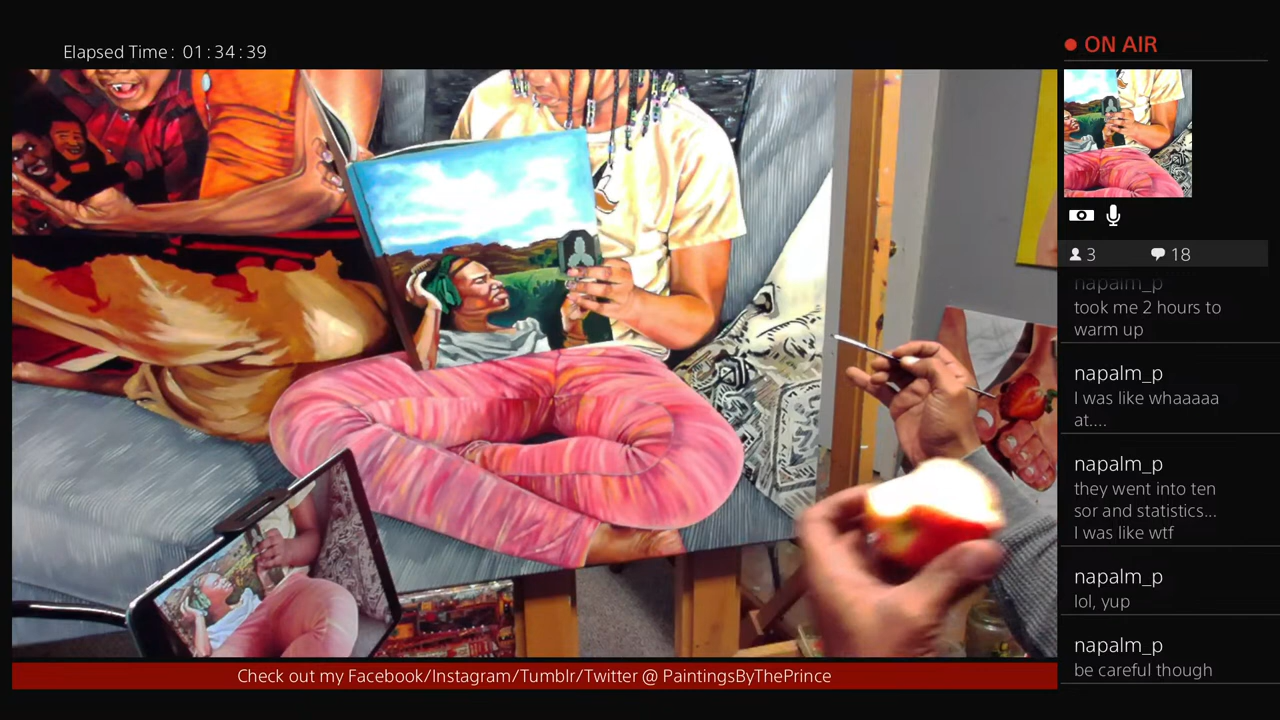 Elapsed Time: 01:34:39
ON AIR
3 18
napalm_p
took me 2 hours to
warm up
napalm_p
I was like whaaaaa
at....
napalm_p
they went into ten
sor and statistics...
I was like wtf
napalm_p
lol, yup
napalm_p
be careful though
Check out my Facebook/Instagram/Tumblr/Twitter @ PaintingsByThePrince